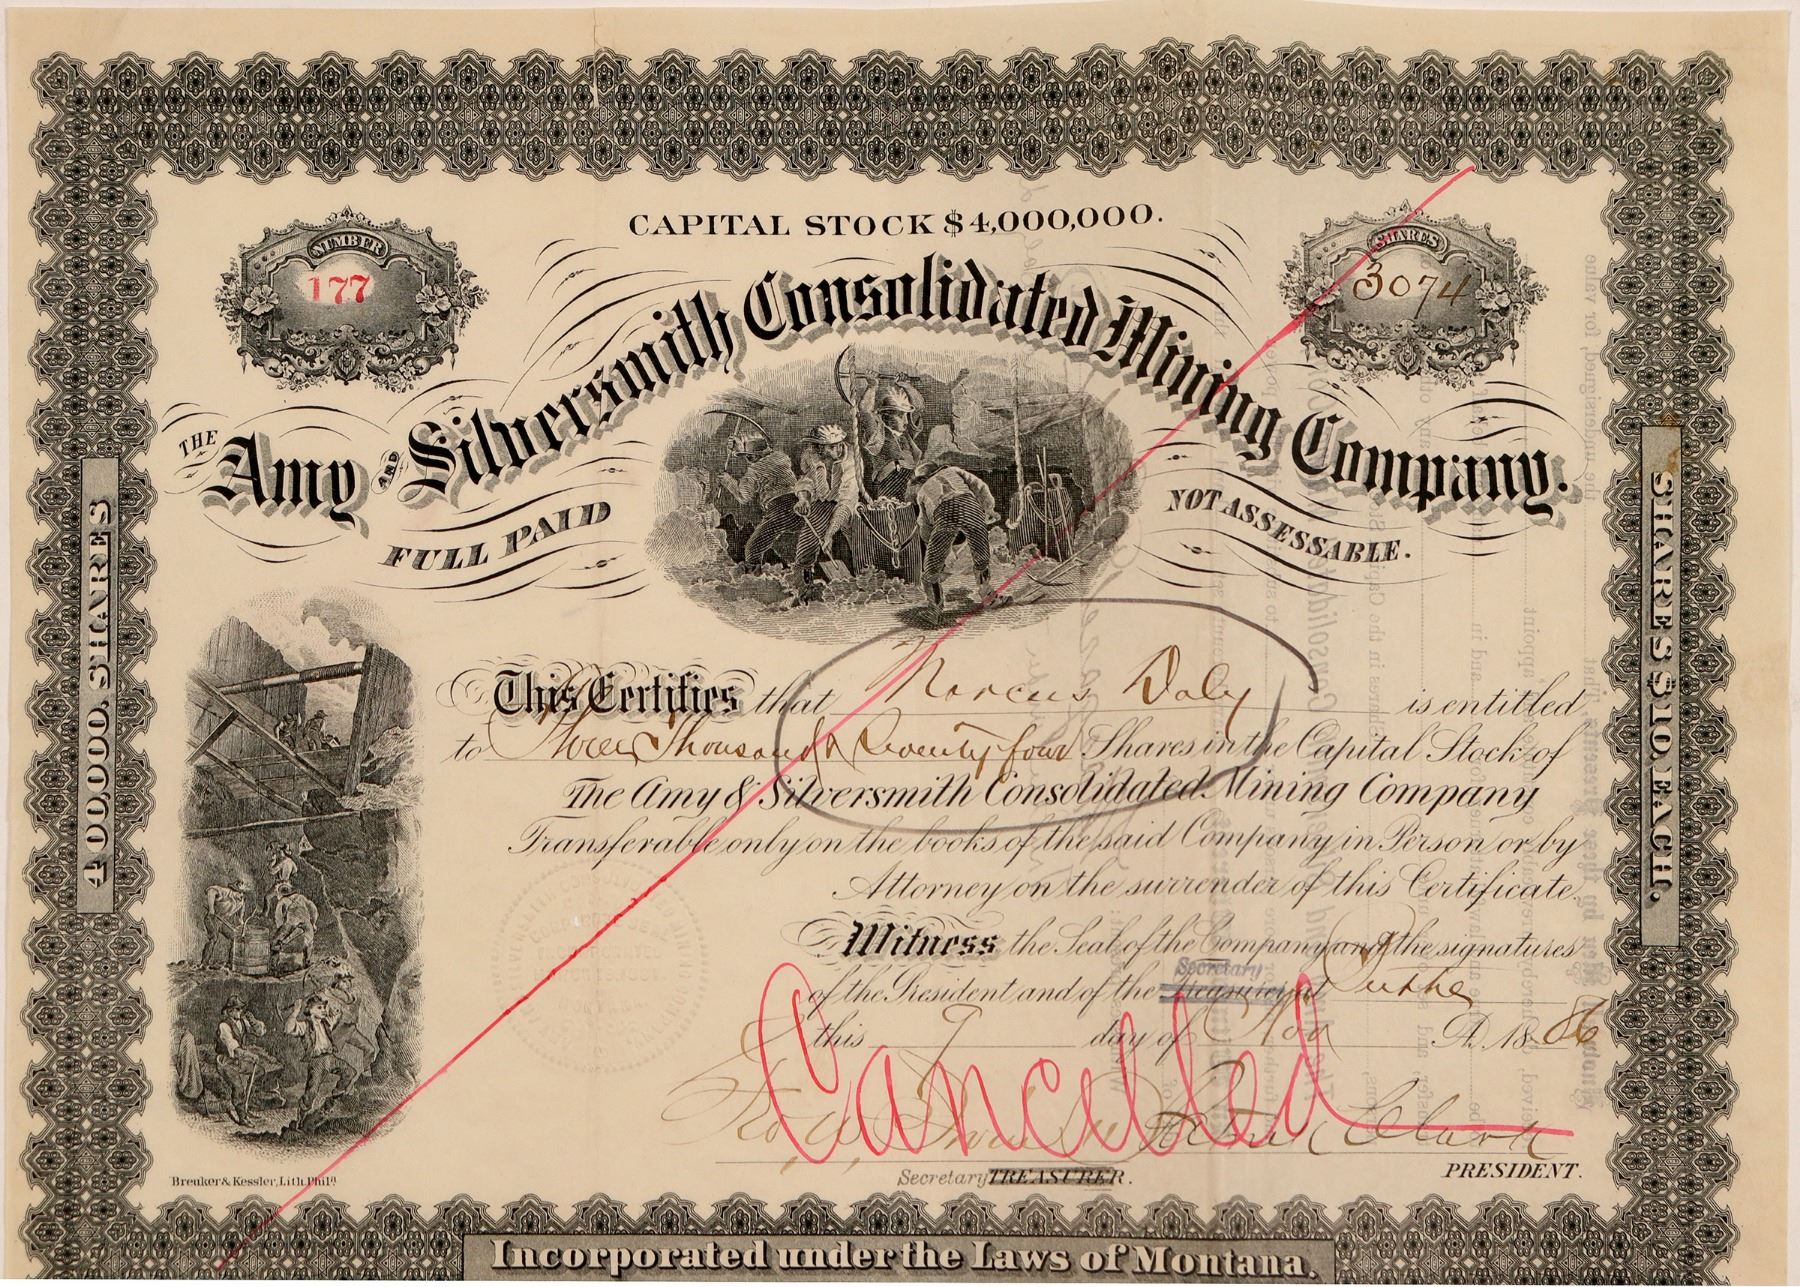 CAPITAL STOCK $4,000,000.
NUMBER
177
SHARES
3074
THE Amy AND Silversmith Consolidated Mining Company.
FULL PAID
NOT ASSESSABLE.
400,000. SHARES
SHARES $10. EACH.
This Certifies that Marcus Daly is entitled
to Three Thousand & Seventy four Shares in the Capital Stock of
The Amy & Silversmith Consolidated Mining Company
Transferable only on the books of the said Company in Person or by
Attorney on the surrender of this Certificate.
Witness the Seal of the Company and the signatures
Secretary
of the President and of the Treasurer at Butte
this 9 day of Nov A.D. 1886
Cancelled
Clark
Secretary TREASURER.
PRESIDENT.
Breuker & Kessler, Lith. Phila
Incorporated under the Laws of Montana.